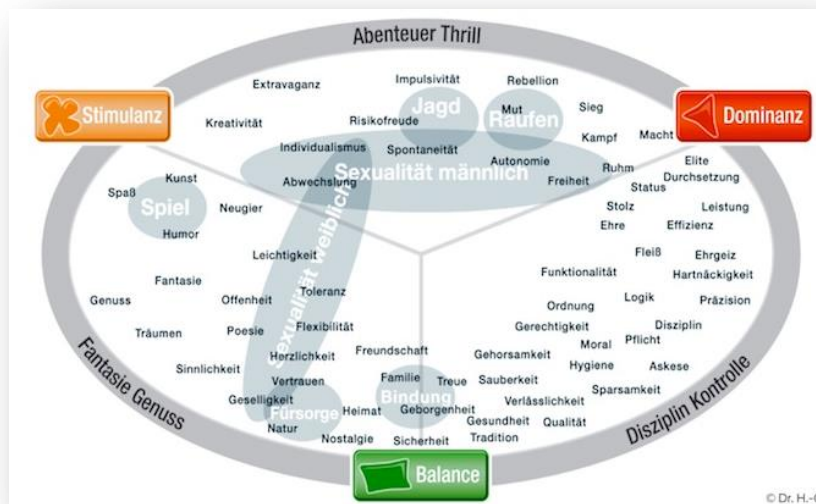 Abenteuer Thrill
Extravaganz
Impulsivität
Rebellion
Stimulanz
Kreativität
Risikofreude
Jagd
Mut
Raufen
Sieg
Dominanz
Kampf
Macht
Individualismus
Spontaneität
Autonomie
Ruhm
Elite
Durchsetzung
Abwechslung
Sexualität männlich
Freiheit
Status
Kunst
Spaß
Spiel
Neugier
Humor
Stolz
Leistung
Ehre
Effizienz
Leichtigkeit
Sexualität weiblich
Fleiß
Ehrgeiz
Funktionalität
Hartnäckigkeit
Fantasie
Genuss
Offenheit
Toleranz
Ordnung
Logik
Präzision
Träumen
Poesie
Flexibilität
Gerechtigkeit
Disziplin
Moral
Pflicht
Sinnlichkeit
Herzlichkeit
Freundschaft
Gehorsamkeit
Hygiene
Askese
Vertrauen
Familie
Treue
Sauberkeit
Sparsamkeit
Geselligkeit
Bindung
Verlässlichkeit
Fürsorge
Heimat
Geborgenheit
Gesundheit
Qualität
Natur
Nostalgie
Sicherheit
Tradition
Fantasie Genuss
Disziplin Kontrolle
Balance
© Dr. H.-